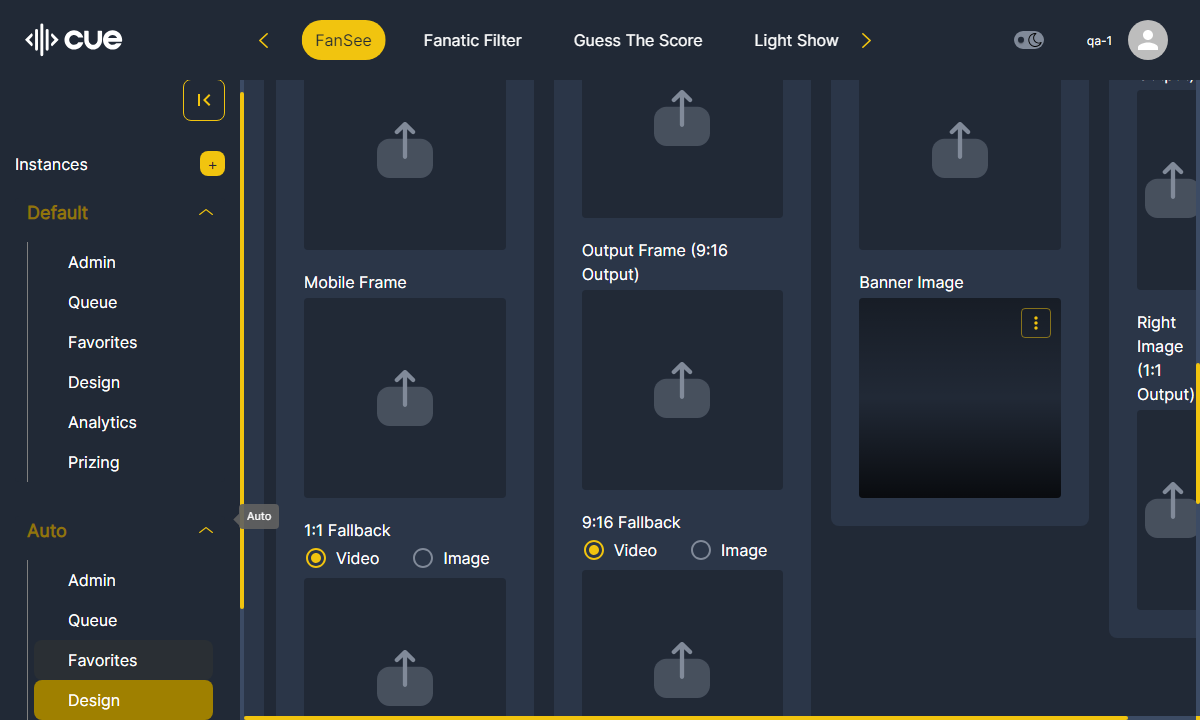 cue
FanSee
Fanatic Filter
Guess The Score
Light Show
qa-1
Instances
+
Default
Admin
Queue
Favorites
Design
Analytics
Prizing
Auto
Auto
Admin
Queue
Favorites
Design
Mobile Frame
1:1 Fallback
Video
Image
Output Frame (9:16
Output)
9:16 Fallback
Video
Image
Banner Image
Right
Image
(1:1
Output)